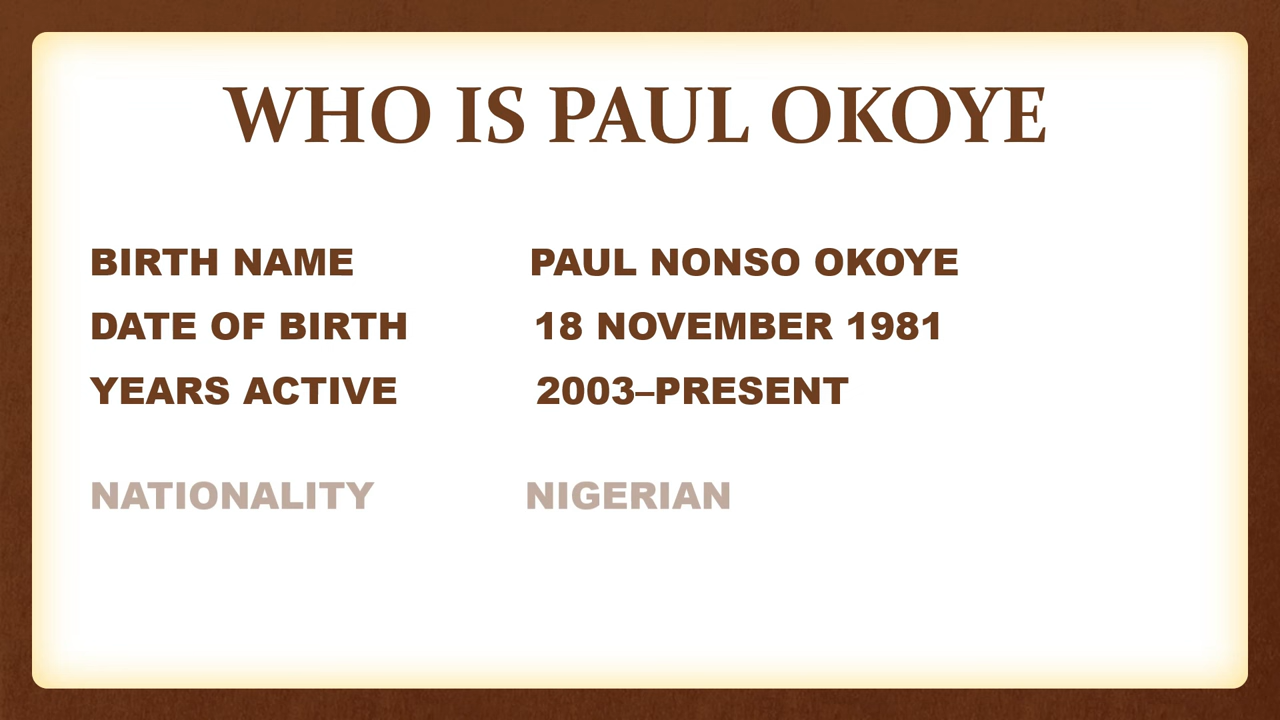 WHO IS PAUL OKOYE
BIRTH NAME PAUL NONSO OKOYE
DATE OF BIRTH 18 NOVEMBER 1981
YEARS ACTIVE 2003–PRESENT
NATIONALITY NIGERIAN